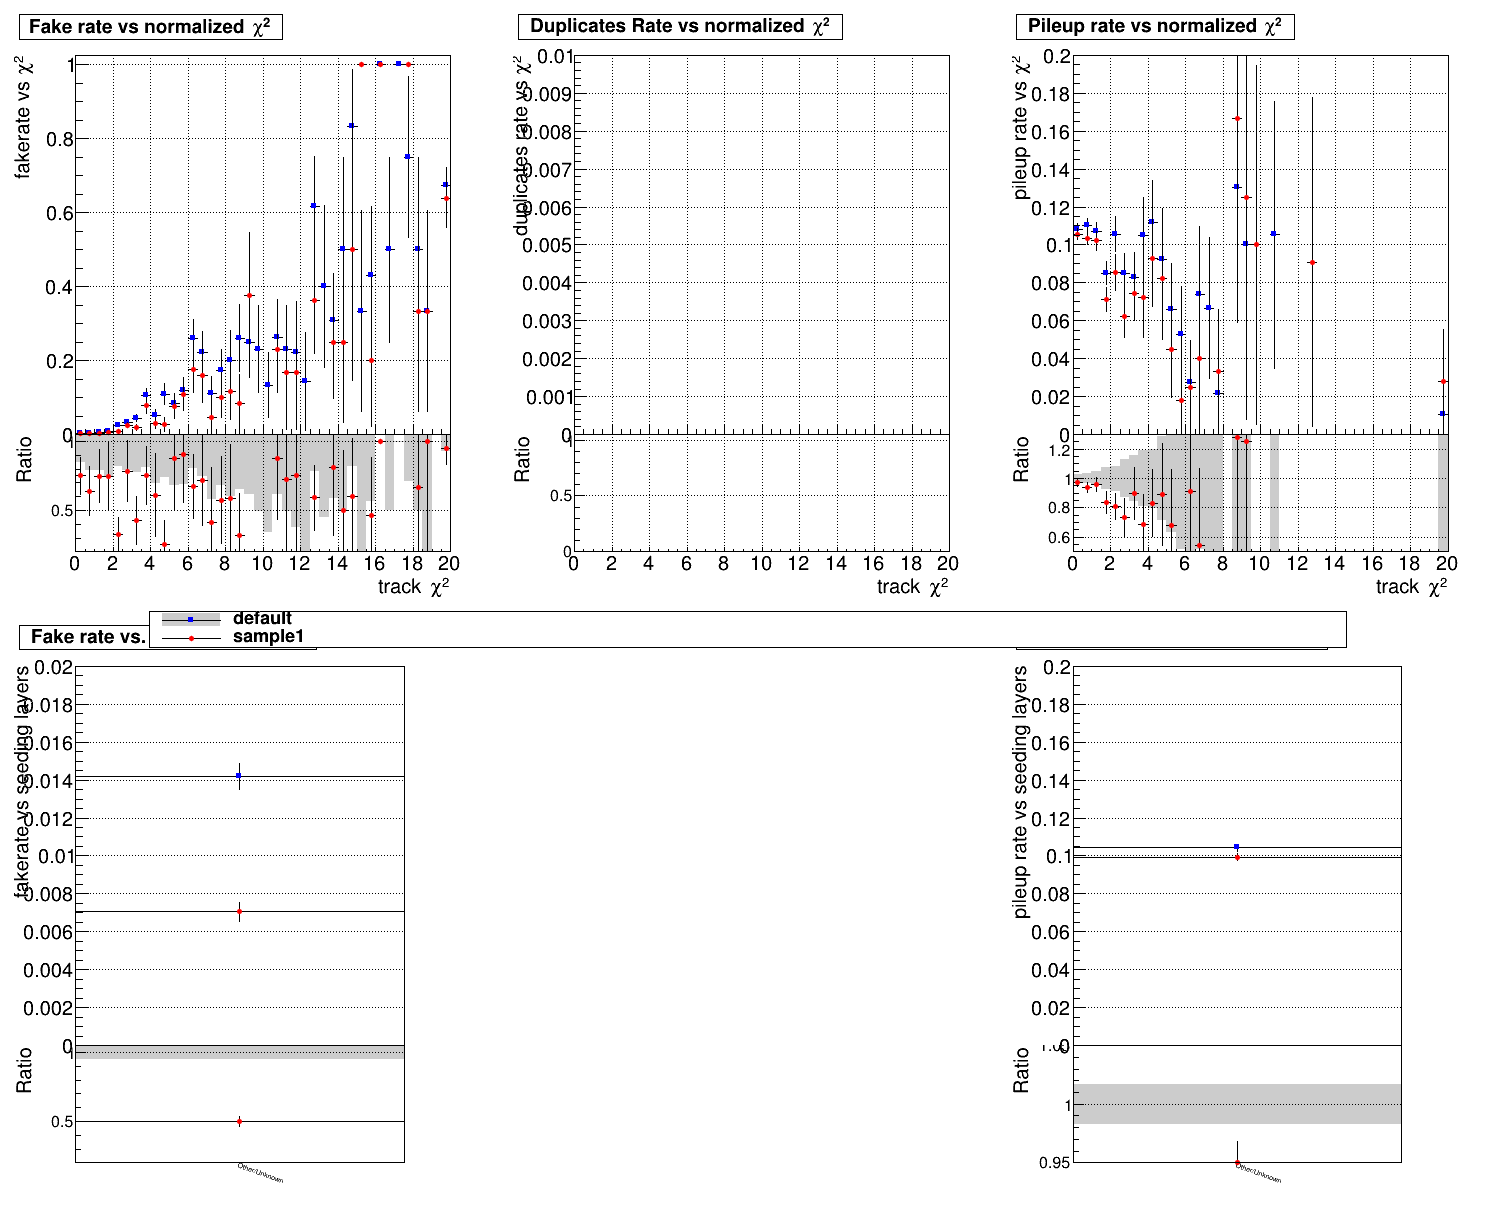 Fake rate vs normalized χ²
fakerate vs χ²
1
0.8
0.6
0.4
0.2
0
Ratio
0.5
0 2 4 6 8 10 12 14 16 18 20
track χ²
Duplicates Rate vs normalized χ²
duplicates rate vs χ²
0.01
0.009
0.008
0.007
0.006
0.005
0.004
0.003
0.002
0.001
0
Ratio
1
0.5
0
0 2 4 6 8 10 12 14 16 18 20
track χ²
Pileup rate vs normalized χ²
pileup rate vs χ²
0.2
0.18
0.16
0.14
0.12
0.1
0.08
0.06
0.04
0.02
0
Ratio
1.2
1
0.8
0.6
0 2 4 6 8 10 12 14 16 18 20
track χ²
default
sample1
Fake rate vs.
fakerate vs seeding layers
0.02
0.018
0.016
0.014
0.012
0.01
0.008
0.006
0.004
0.002
0
Ratio
1
0.5
Other/Unknown
pileup rate vs seeding layers
0.2
0.18
0.16
0.14
0.12
0.1
0.08
0.06
0.04
0.02
0
Ratio
1
0.95
Other/Unknown